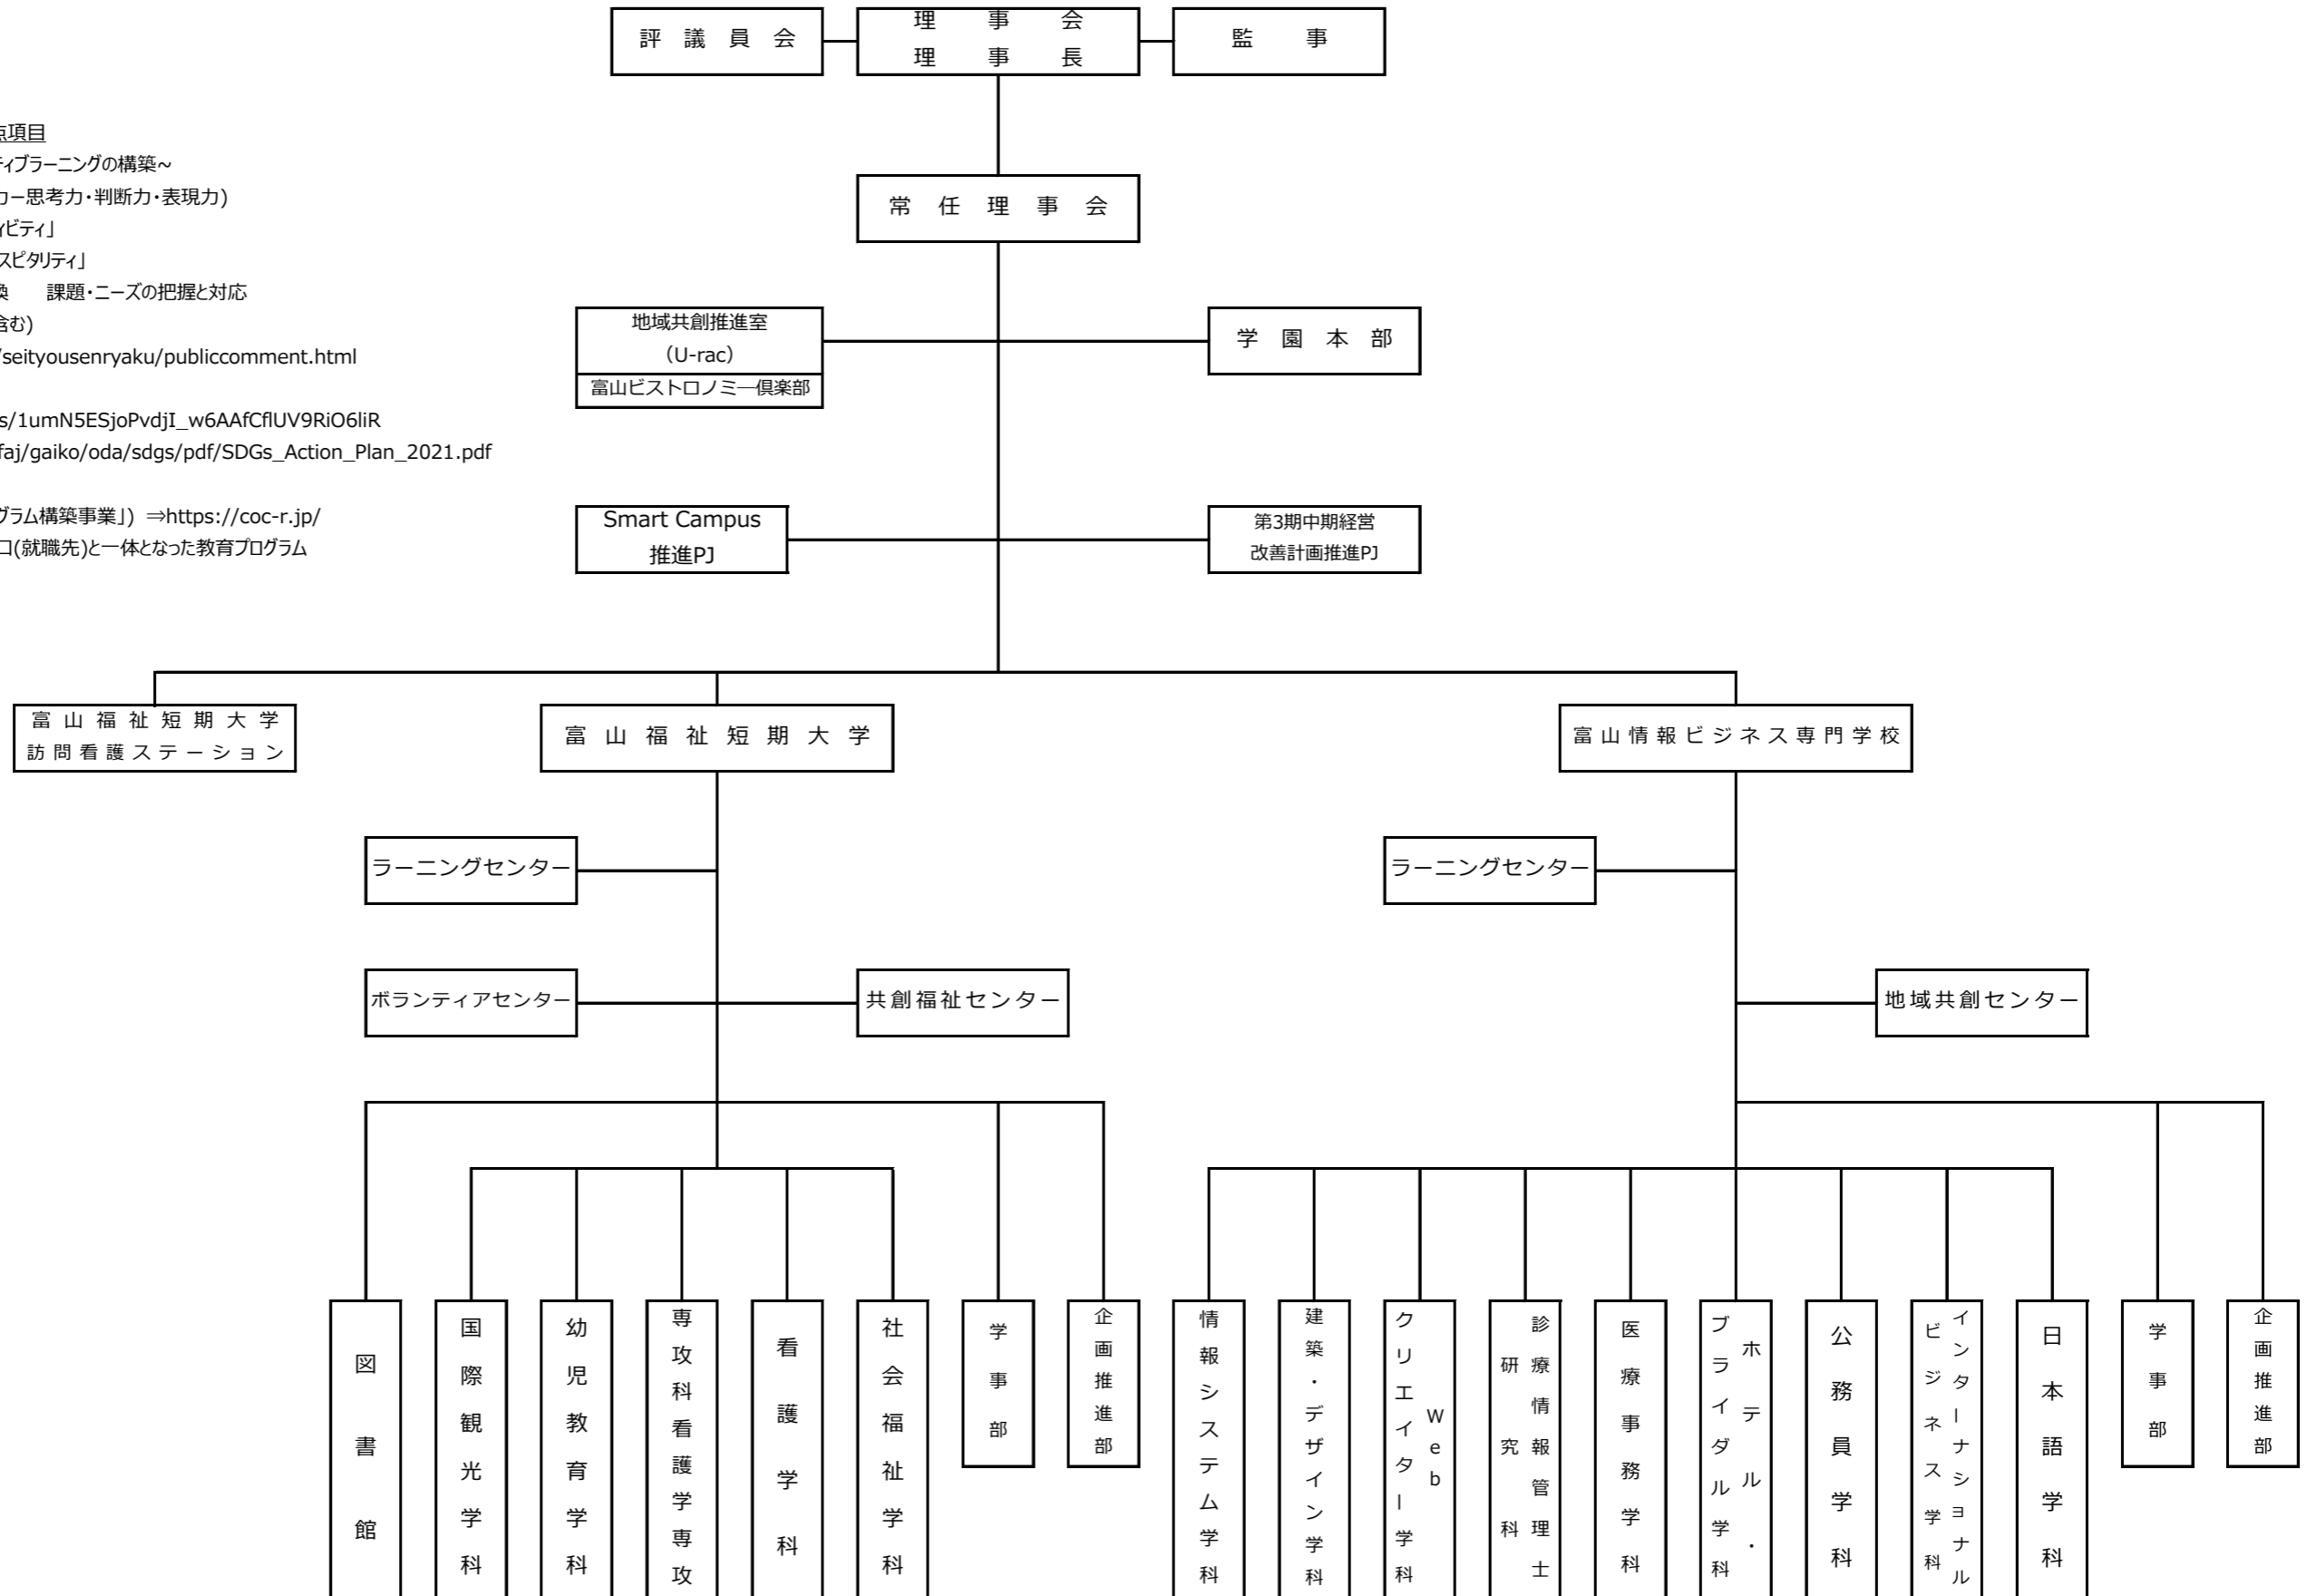 評議員会
理事会
理事長
監事
点項目
ティブラーニングの構築~
力ー思考力・判断力・表現力)
ィビティ」
スピタリティ」
換　課題・ニーズの把握と対応
含む)
/seityousenryaku/publiccomment.html
s/1umN5ESjoPvdjI_w6AAfCflUV9RiO6liR
faj/gaiko/oda/sdgs/pdf/SDGs_Action_Plan_2021.pdf
グラム構築事業」) ⇒https://coc-r.jp/
口(就職先)と一体となった教育プログラム
常任理事会
地域共創推進室
（U-rac）
富山ビストロノミー倶楽部
学園本部
Smart Campus
推進PJ
第3期中期経営
改善計画推進PJ
富山福祉短期大学
訪問看護ステーション
富山福祉短期大学
富山情報ビジネス専門学校
ラーニングセンター
ラーニングセンター
ボランティアセンター
共創福祉センター
地域共創センター
図書館
国際観光学科
幼児教育学科
専攻科看護学専攻
看護学科
社会福祉学科
学事部
企画推進部
情報システム学科
建築・デザイン学科
Web
クリエイター学科
診療情報管理士
研究科
医療事務学科
ホテル・
ブライダル学科
公務員学科
インターナショナル
ビジネス学科
日本語学科
学事部
企画推進部